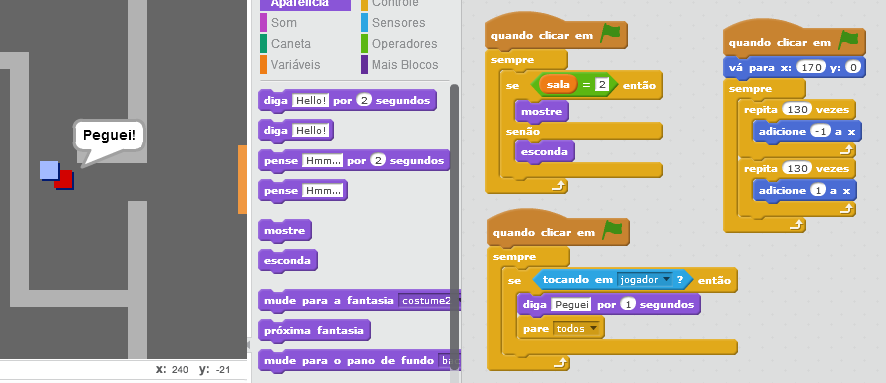 Peguei!
x: 240 y: -21
Aparência
Controle
Som
Sensores
Caneta
Operadores
Variáveis
Mais Blocos
diga Hello! por 2 segundos
diga Hello!
pense Hmm... por 2 segundos
pense Hmm...
mostre
esconda
mude para a fantasia costume2
próxima fantasia
mude para o pano de fundo
quando clicar em
sempre
se sala = 2 então
mostre
senão
esconda
quando clicar em
sempre
se tocando em jogador ? então
diga Peguei por 1 segundos
pare todos
quando clicar em
vá para x: 170 y: 0
sempre
repita 130 vezes
adicione -1 a x
repita 130 vezes
adicione 1 a x